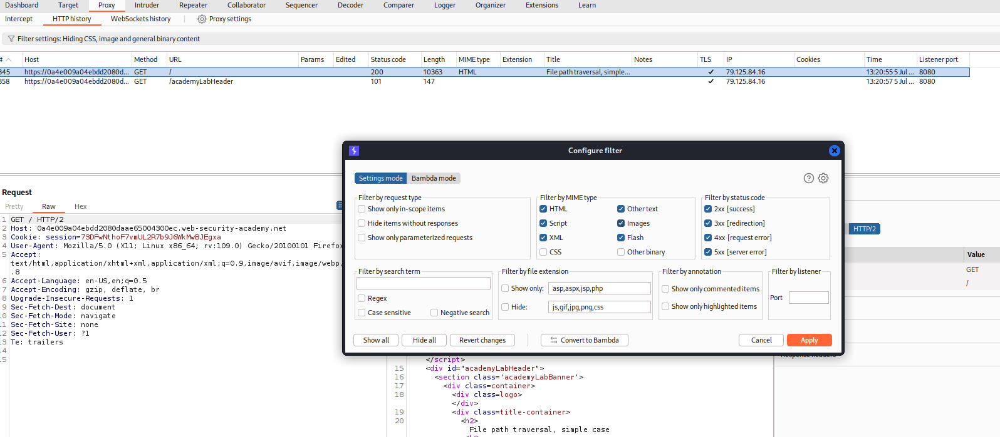 Dashboard Target Proxy Intruder Repeater Collaborator Sequencer Decoder Comparer Logger Organizer Extensions Learn
Intercept HTTP history WebSockets history Proxy settings
Filter settings: Hiding CSS, image and general binary content
# Host Method URL Params Edited Status code Length MIME type Extension Title Notes TLS IP Cookies Time Listener port
345 https://0a4e009a04ebdd2080d... GET / 200 10363 HTML File path traversal, simple... ✓ 79.125.84.16 13:20:55 5 Jul ... 8080
358 https://0a4e009a04ebdd2080d... GET /academyLabHeader 101 147 ✓ 79.125.84.16 13:20:57 5 Jul ... 8080
Configure filter
Settings mode Bambda mode
Filter by request type
Show only in-scope items
Hide items without responses
Show only parameterized requests
Filter by MIME type
HTML Other text
Script Images
XML Flash
CSS Other binary
Filter by status code
2xx [success]
3xx [redirection]
4xx [request error]
5xx [server error]
Filter by search term
Regex
Case sensitive Negative search
Filter by file extension
Show only: asp,aspx,jsp,php
Hide: js,gif,jpg,png,css
Filter by annotation
Show only commented items
Show only highlighted items
Filter by listener
Port
Show all Hide all Revert changes Convert to Bambda Cancel Apply
Request
Pretty Raw Hex
1 GET / HTTP/2
2 Host: 0a4e009a04ebdd2080daae65004300ec.web-security-academy.net
3 Cookie: session=73DFwNthoF7vmUL2R7b9J6WkMwBJEgxa
4 User-Agent: Mozilla/5.0 (X11; Linux x86_64; rv:109.0) Gecko/20100101 Firefox
5 Accept:
text/html,application/xhtml+xml,application/xml;q=0.9,image/avif,image/webp,
.8
6 Accept-Language: en-US,en;q=0.5
7 Accept-Encoding: gzip, deflate, br
8 Upgrade-Insecure-Requests: 1
9 Sec-Fetch-Dest: document
10 Sec-Fetch-Mode: navigate
11 Sec-Fetch-Site: none
12 Sec-Fetch-User: ?1
13 Te: trailers
14
15
</script>
15 <div id="academyLabHeader">
16 <section class='academyLabBanner'>
17 <div class=container>
18 <div class=logo>
</div>
19 <div class=title-container>
20 <h2>
File path traversal, simple case
HTTP/2
Value
GET
/
Response headers